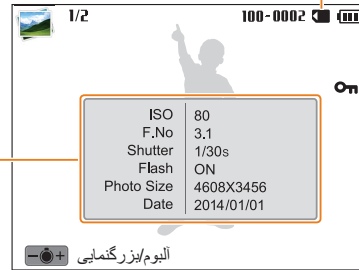 1/2 100-0002
ISO 80
F.No 3.1
Shutter 1/30s
Flash ON
Photo Size 4608X3456
Date 2014/01/01
آلبوم/بزرگنمایی